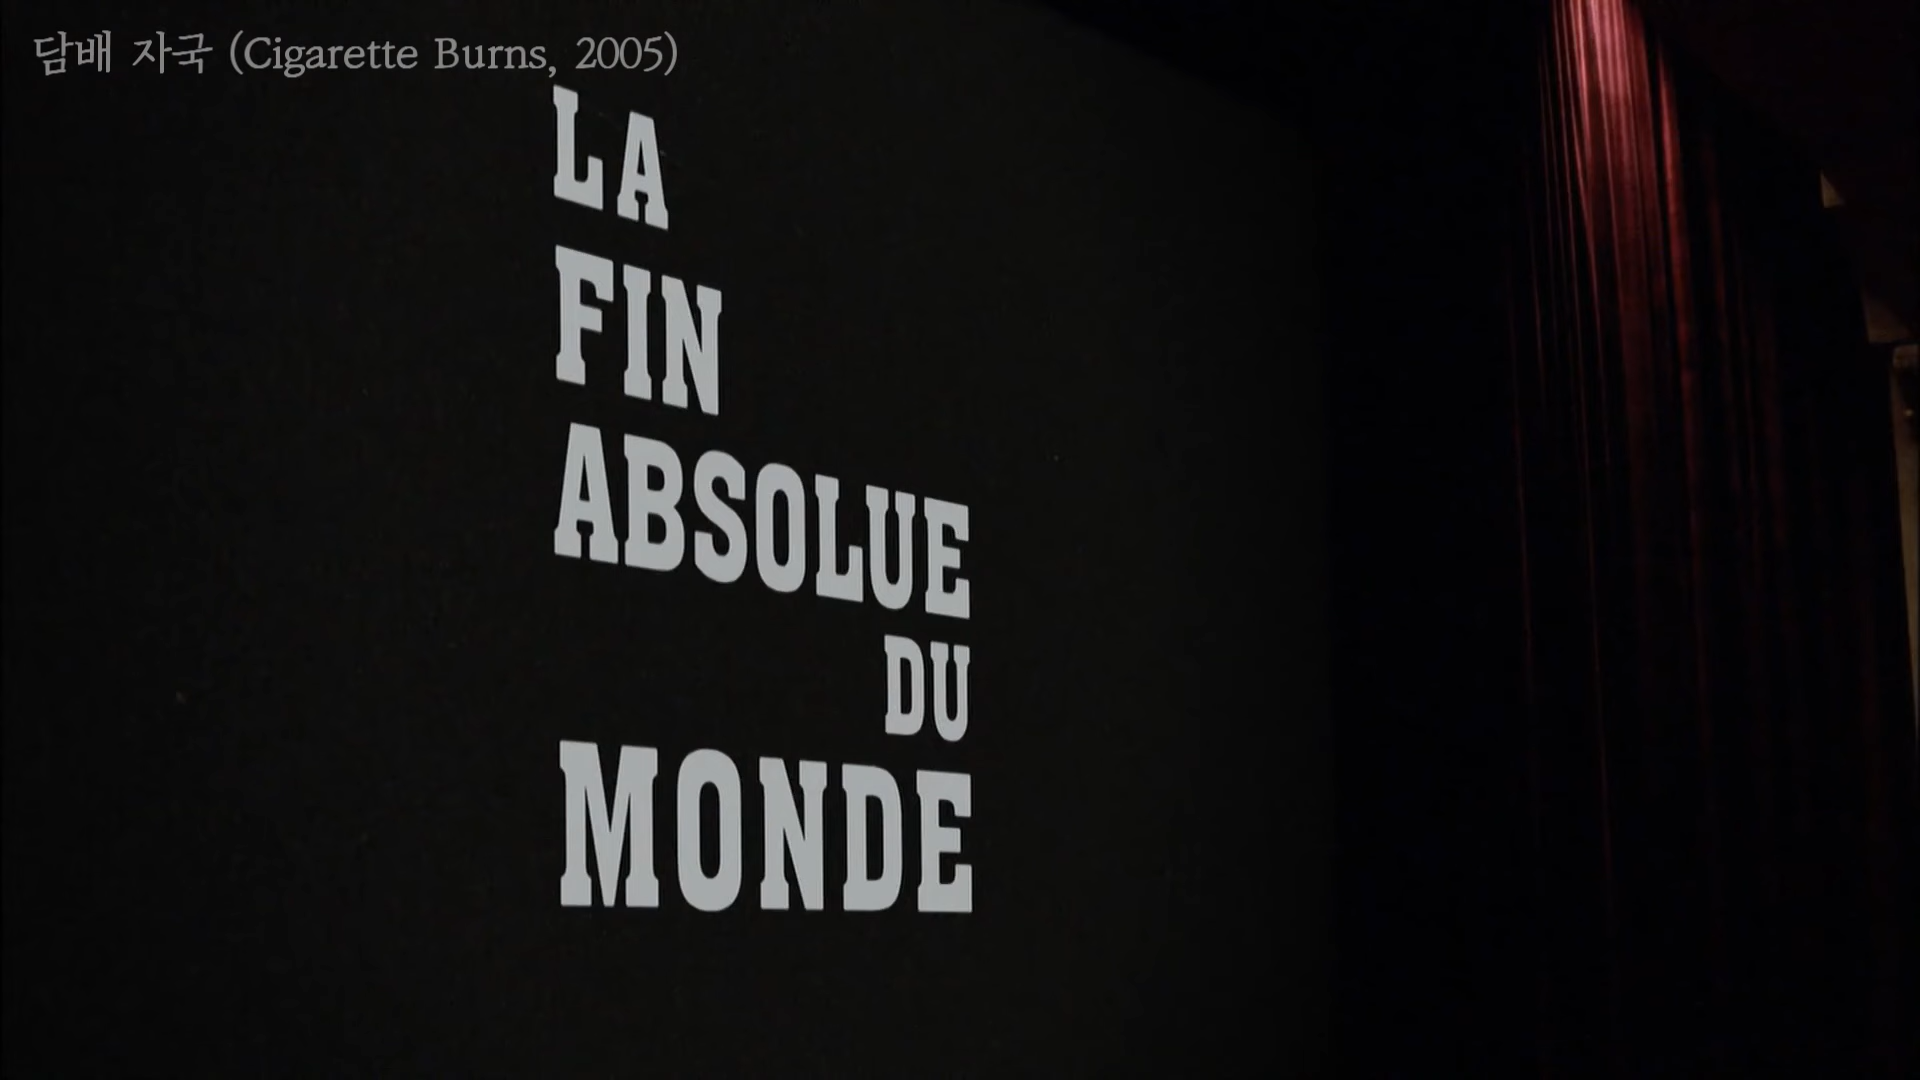 담배 자국 (Cigarette Burns, 2005)
LA
FIN
ABSOLUE
DU
MONDE